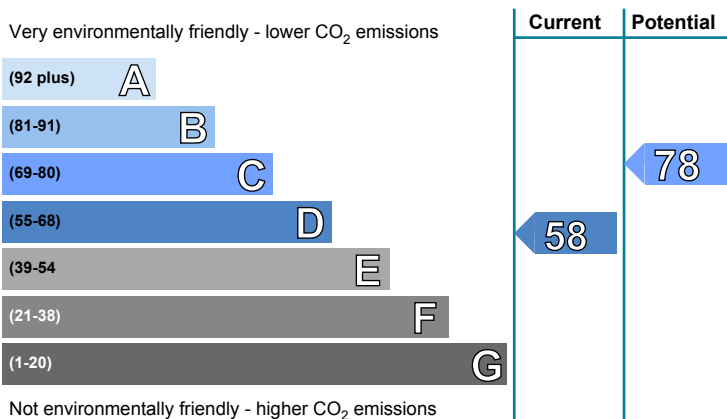 Very environmentally friendly - lower CO2 emissions
Current
Potential
(92 plus) A
(81-91) B
(69-80) C
78
(55-68) D
58
(39-54 E
(21-38) F
(1-20) G
Not environmentally friendly - higher CO2 emissions